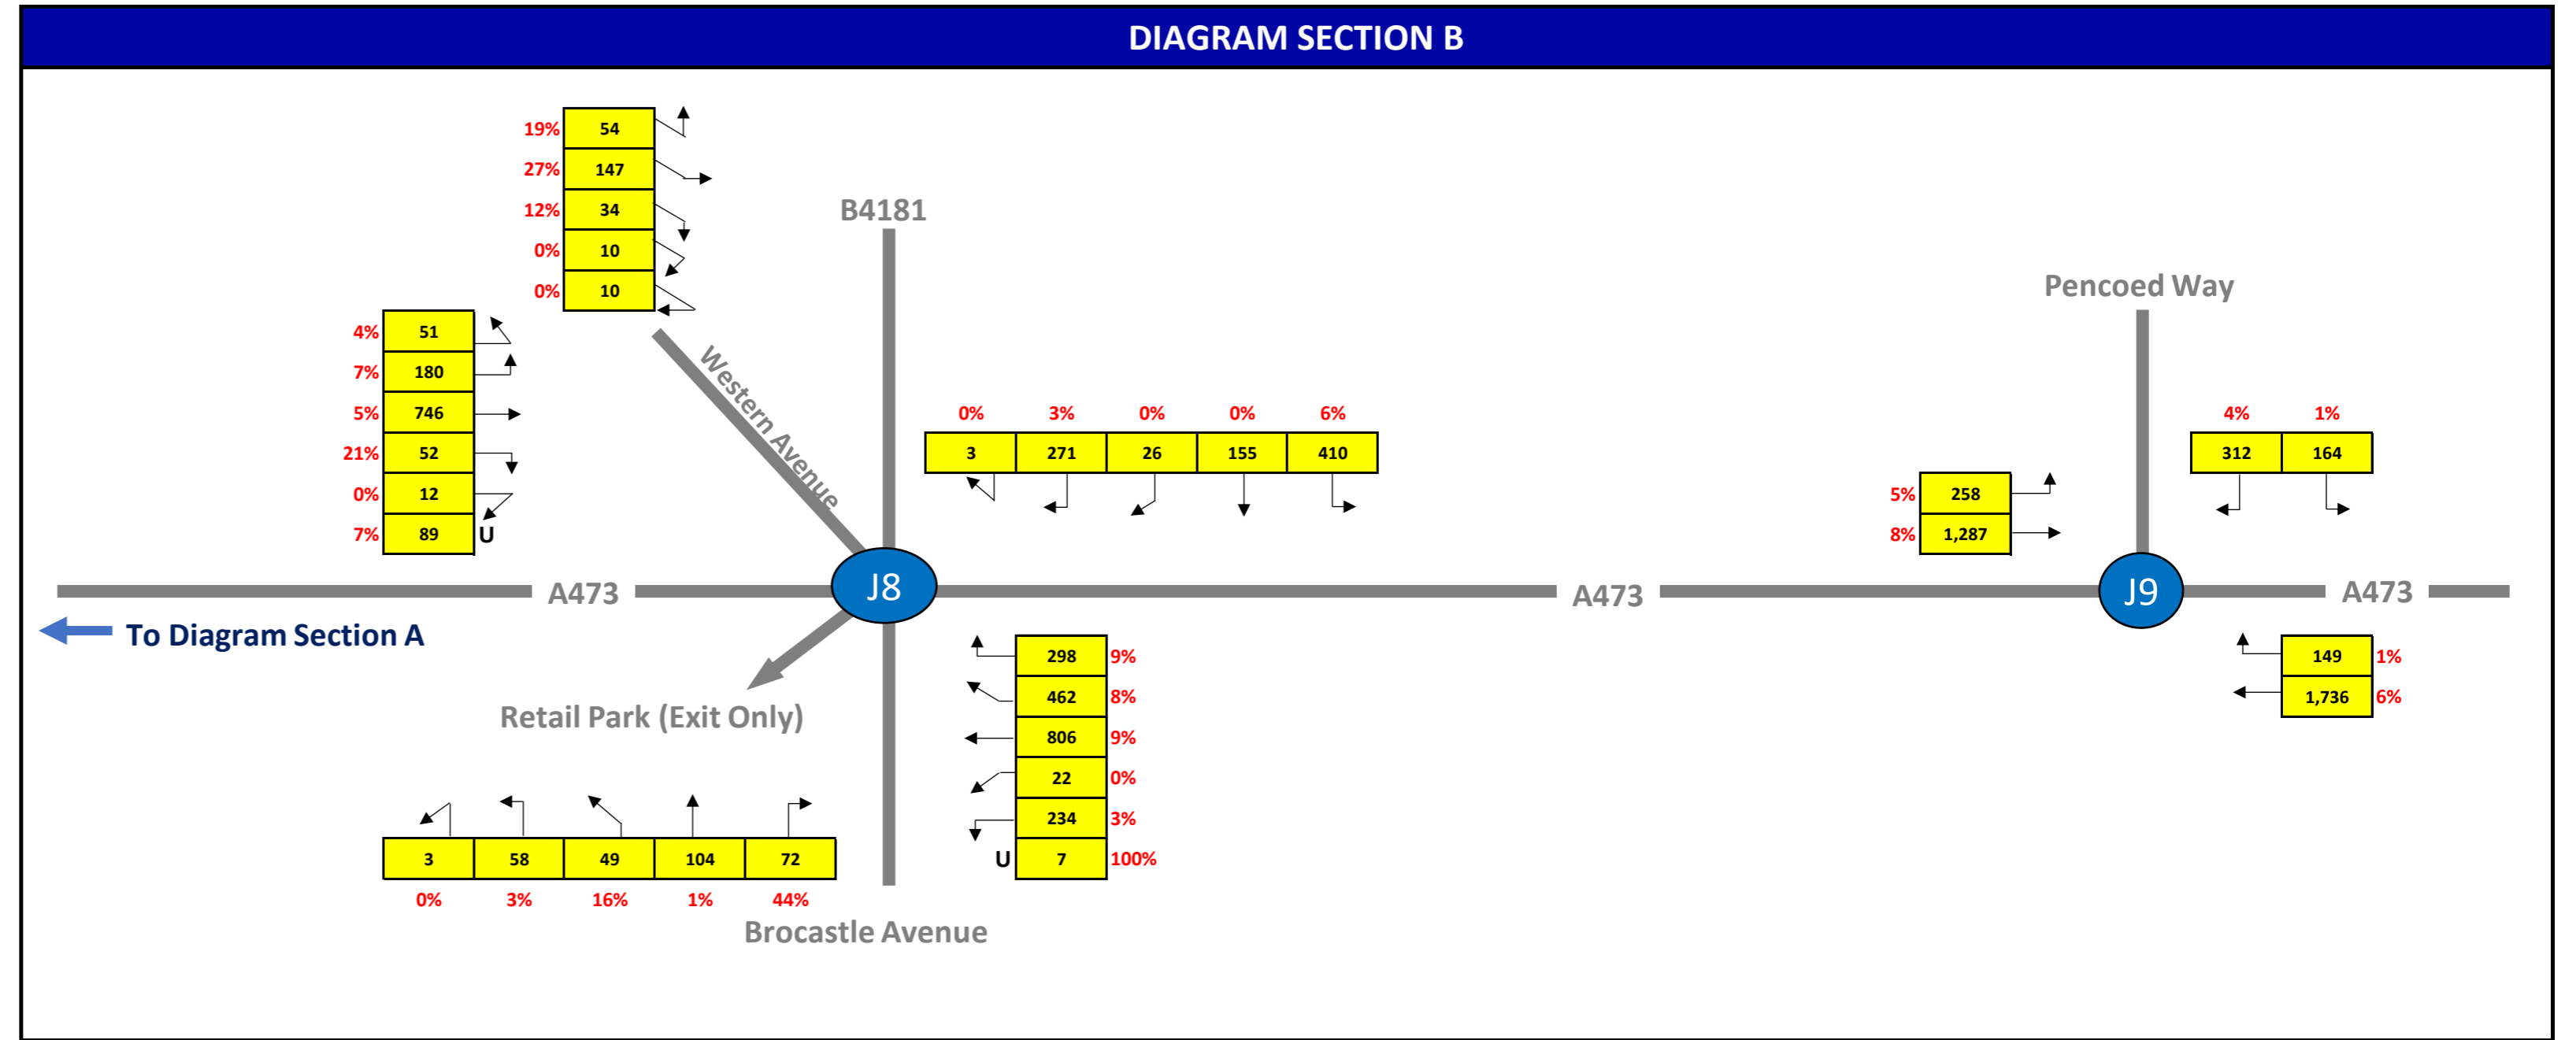 DIAGRAM SECTION B
19% 54
27% 147
12% 34
0% 10
0% 10
B4181
Western Avenue
4% 51
7% 180
5% 746
21% 52
0% 12
7% 89 U
0% 3% 0% 0% 6%
3 271 26 155 410
Pencoed Way
4% 1%
312 164
5% 258
8% 1,287
A473
J8
A473
J9
A473
To Diagram Section A
Retail Park (Exit Only)
298 9%
462 8%
806 9%
22 0%
234 3%
U 7 100%
149 1%
1,736 6%
3 58 49 104 72
0% 3% 16% 1% 44%
Brocastle Avenue